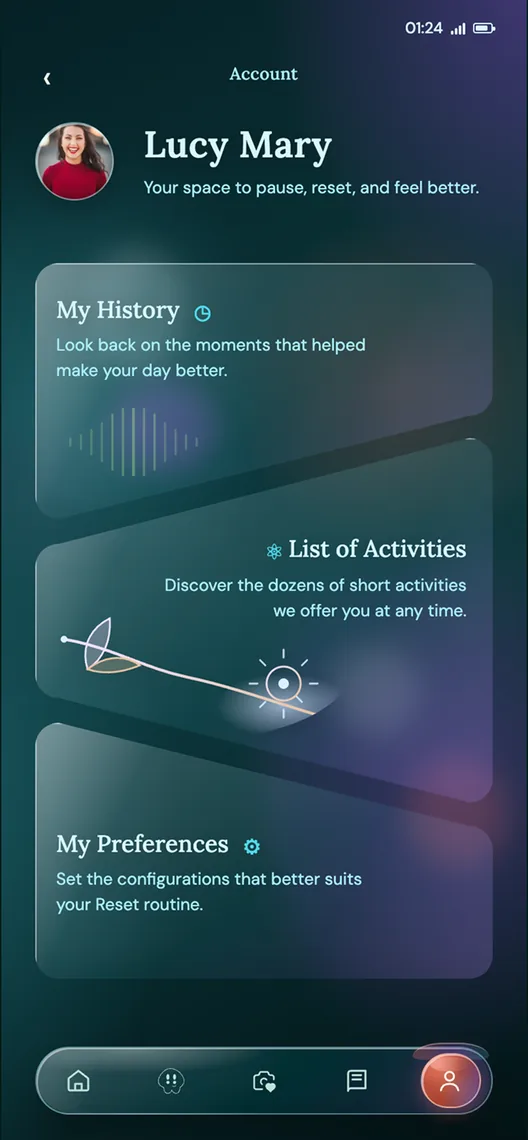 01:24
Account
Lucy Mary
Your space to pause, reset, and feel better.
My History
Look back on the moments that helped
make your day better.
List of Activities
Discover the dozens of short activities
we offer you at any time.
My Preferences
Set the configurations that better suits
your Reset routine.